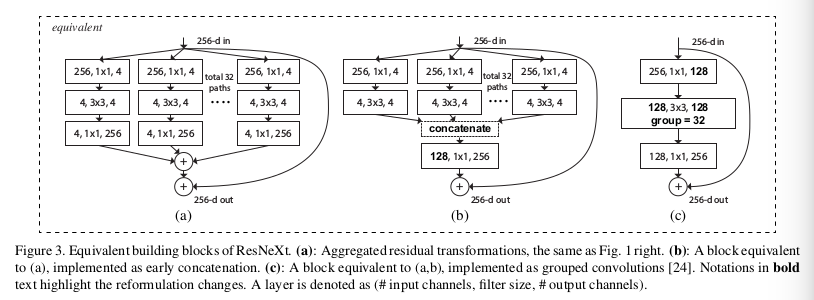 equivalent
256-d in
256, 1x1, 4
256, 1x1, 4
total 32
paths
256, 1x1, 4
4, 3x3, 4
4, 3x3, 4
....
4, 3x3, 4
4, 1x1, 256
4, 1x1, 256
4, 1x1, 256
+
+
256-d out
(a)
256-d in
256, 1x1, 4
256, 1x1, 4
total 32
paths
256, 1x1, 4
4, 3x3, 4
4, 3x3, 4
....
4, 3x3, 4
concatenate
128, 1x1, 256
+
256-d out
(b)
256-d in
256, 1x1, 128
128, 3x3, 128
group = 32
128, 1x1, 256
+
256-d out
(c)
Figure 3. Equivalent building blocks of ResNeXt. (a): Aggregated residual transformations, the same as Fig. 1 right. (b): A block equivalent
to (a), implemented as early concatenation. (c): A block equivalent to (a,b), implemented as grouped convolutions [24]. Notations in bold
text highlight the reformulation changes. A layer is denoted as (# input channels, filter size, # output channels).